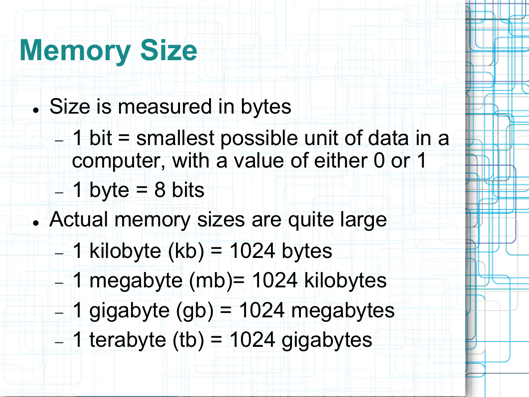 Memory Size
● Size is measured in bytes
– 1 bit = smallest possible unit of data in a
computer, with a value of either 0 or 1
– 1 byte = 8 bits
● Actual memory sizes are quite large
– 1 kilobyte (kb) = 1024 bytes
– 1 megabyte (mb)= 1024 kilobytes
– 1 gigabyte (gb) = 1024 megabytes
– 1 terabyte (tb) = 1024 gigabytes